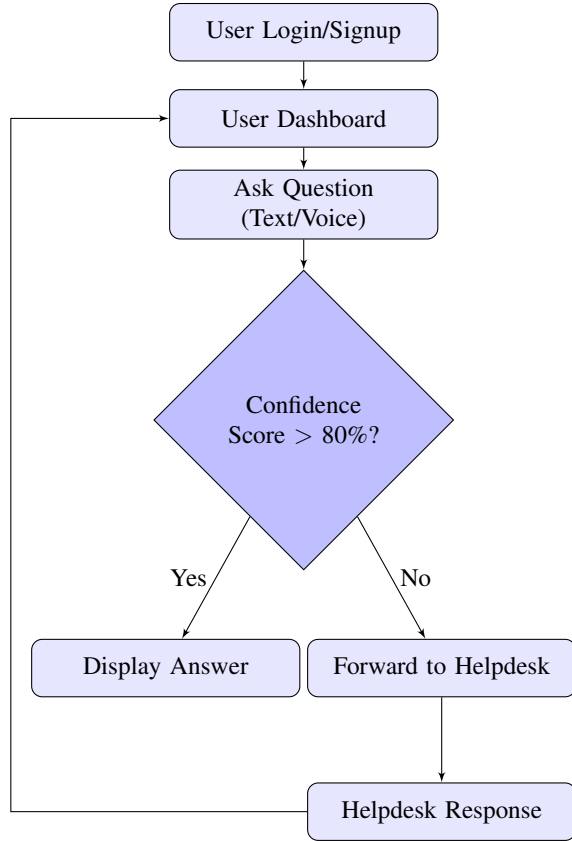 User Login/Signup
User Dashboard
Ask Question
(Text/Voice)
Confidence
Score > 80%?
Yes
No
Display Answer
Forward to Helpdesk
Helpdesk Response